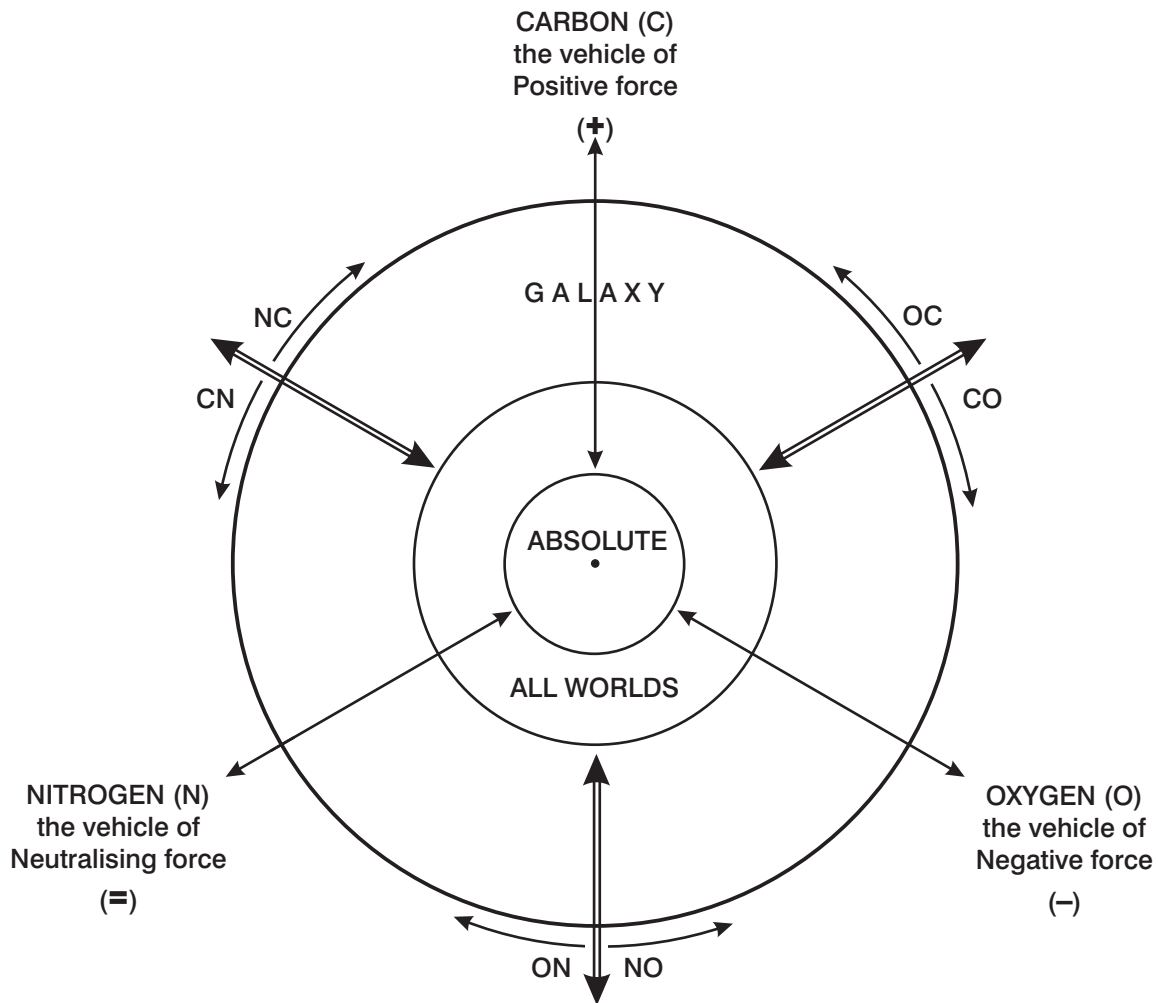 CARBON (C)
the vehicle of
Positive force
(+)
G A L A X Y
NC
OC
CN
CO
ABSOLUTE
ALL WORLDS
NITROGEN (N)
the vehicle of
Neutralising force
(=)
OXYGEN (O)
the vehicle of
Negative force
(–)
ON
NO